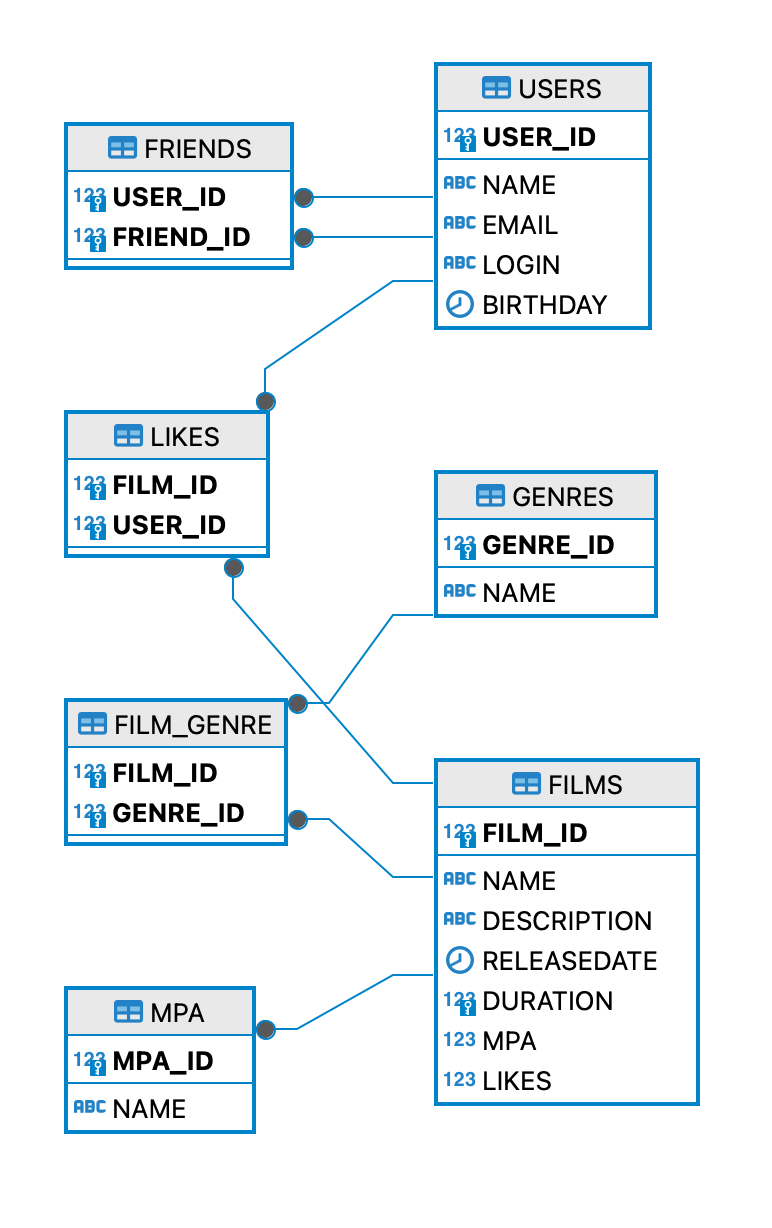 USERS
123 USER_ID
ABC NAME
ABC EMAIL
ABC LOGIN
BIRTHDAY
FRIENDS
123 USER_ID
123 FRIEND_ID
LIKES
123 FILM_ID
123 USER_ID
GENRES
123 GENRE_ID
ABC NAME
FILM_GENRE
123 FILM_ID
123 GENRE_ID
FILMS
123 FILM_ID
ABC NAME
ABC DESCRIPTION
RELEASEDATE
123 DURATION
123 MPA
123 LIKES
MPA
123 MPA_ID
ABC NAME